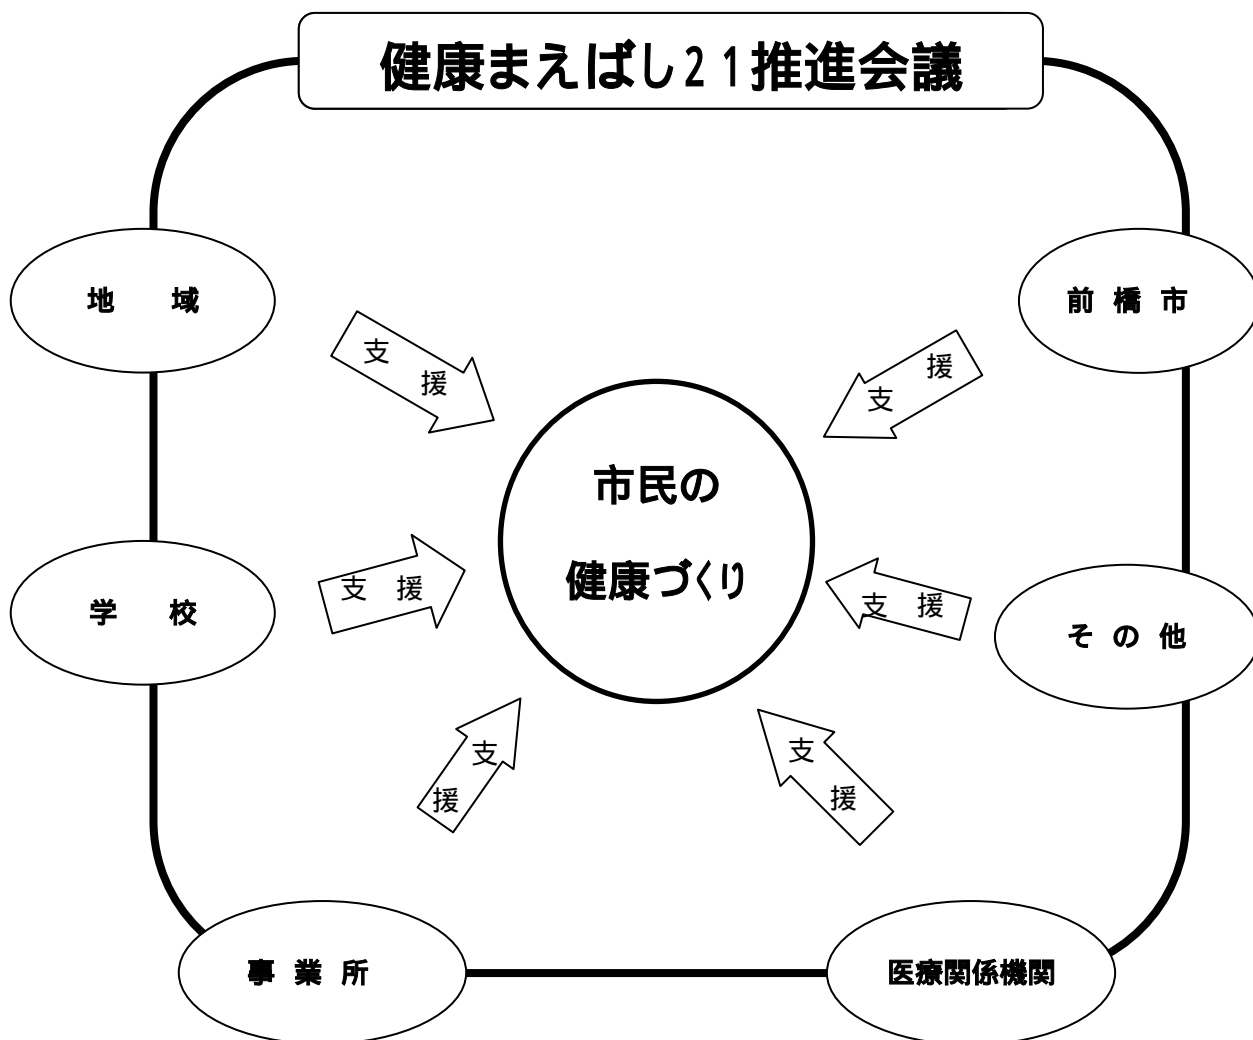 健康まえばし21推進会議
地　域
前 橋 市
支 援
支 援
市民の
健康づくり
学　校
支 援
支 援
そ の 他
支 援
支 援
事 業 所
医療関係機関